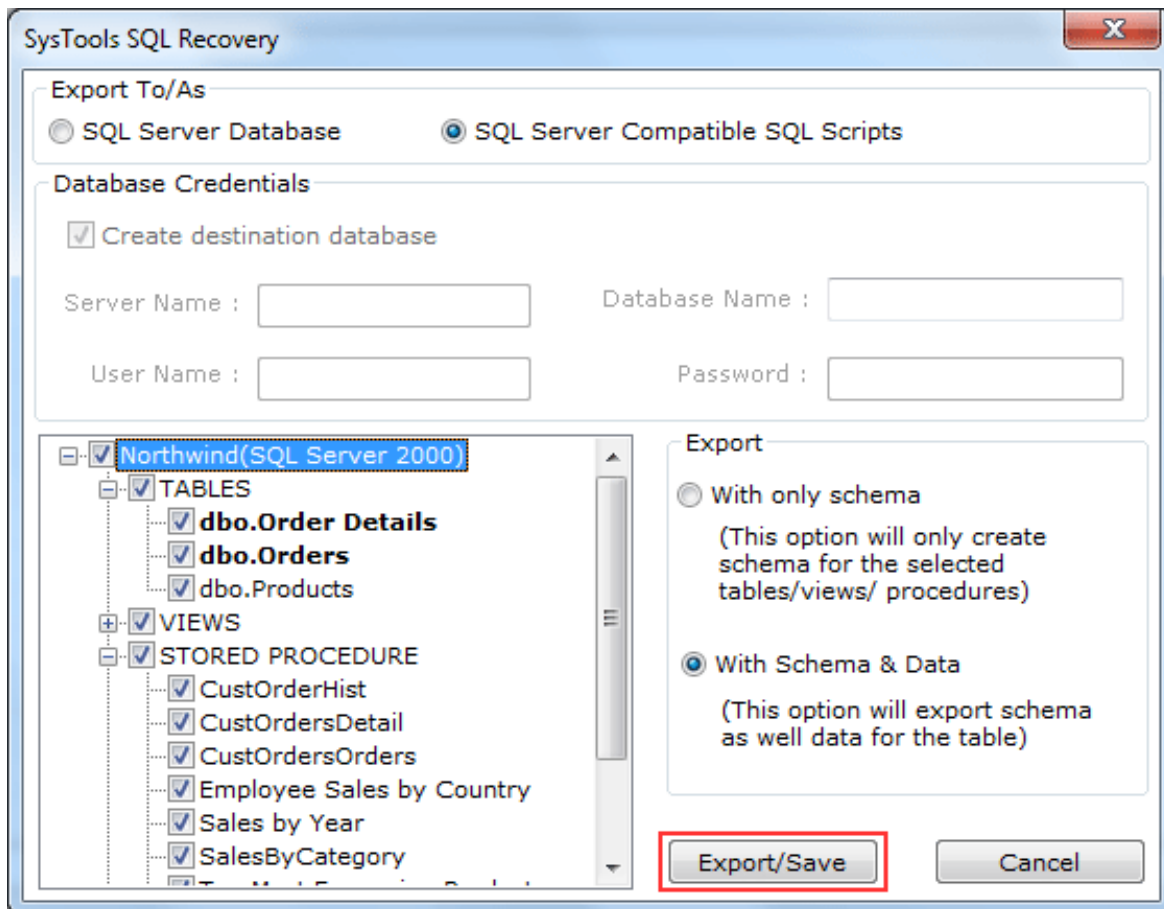 SysTools SQL Recovery
Export To/As
SQL Server Database SQL Server Compatible SQL Scripts
Database Credentials
Create destination database
Server Name : Database Name :
User Name : Password :
Northwind(SQL Server 2000)
TABLES
dbo.Order Details
dbo.Orders
dbo.Products
VIEWS
STORED PROCEDURE
CustOrderHist
CustOrdersDetail
CustOrdersOrders
Employee Sales by Country
Sales by Year
SalesByCategory
Export
With only schema
(This option will only create
schema for the selected
tables/views/ procedures)
With Schema & Data
(This option will export schema
as well data for the table)
Export/Save Cancel